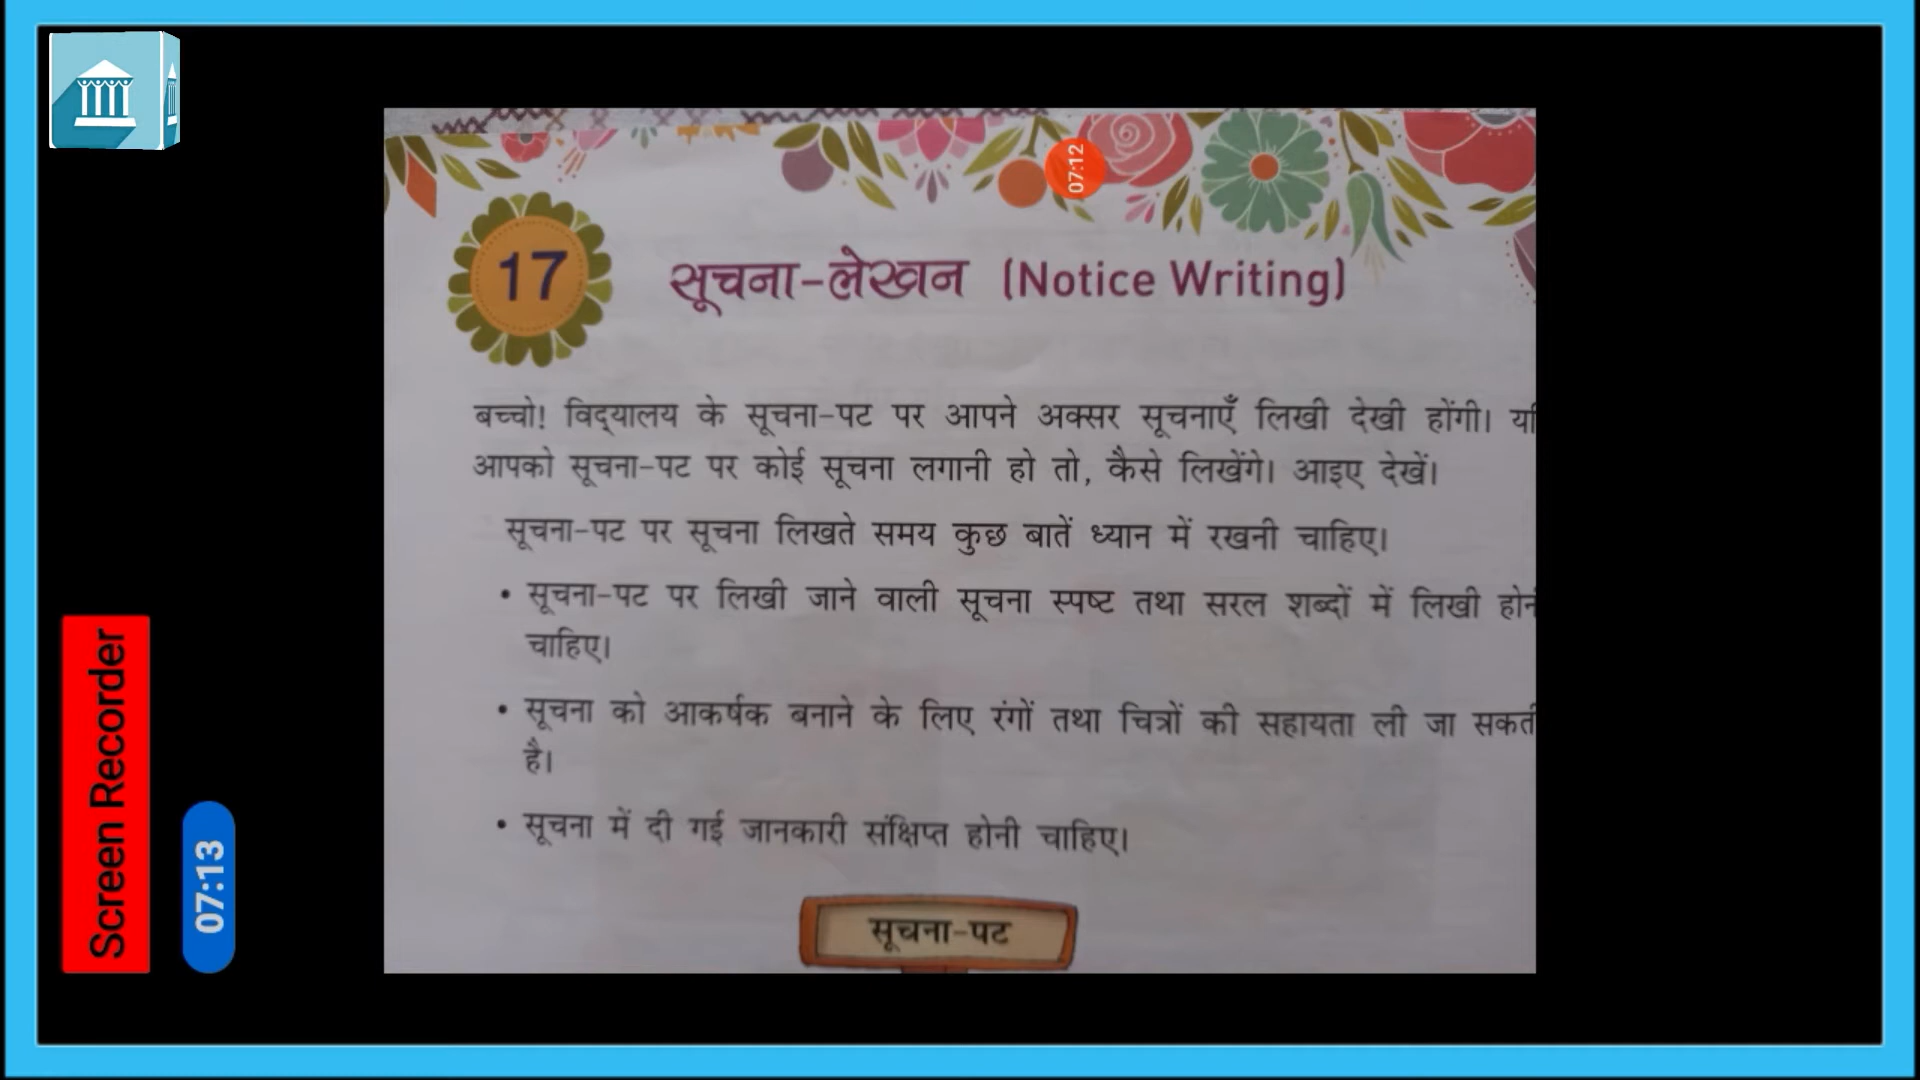 07:12
17
सूचना-लेखन (Notice Writing)
बच्चो! विद्‌यालय के सूचना-पट पर आपने अक्सर सूचनाएँ लिखी देखी होंगी।
आपको सूचना-पट पर कोई सूचना लगानी हो तो, कैसे लिखेंगे। आइए देखें।
सूचना-पट पर सूचना लिखते समय कुछ बातें ध्यान में रखनी चाहिए।
• सूचना-पट पर लिखी जाने वाली सूचना स्पष्ट तथा सरल शब्दों में लिखी
चाहिए।
• सूचना को आकर्षक बनाने के लिए रंगों तथा चित्रों की सहायता ली जा सकती
है।
• सूचना में दी गई जानकारी संक्षिप्त होनी चाहिए।
सूचना-पट
Screen Recorder
07:13